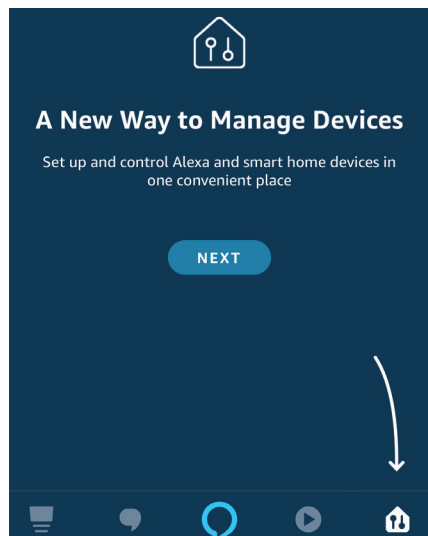 A New Way to Manage Devices
Set up and control Alexa and smart home devices in
one convenient place
NEXT